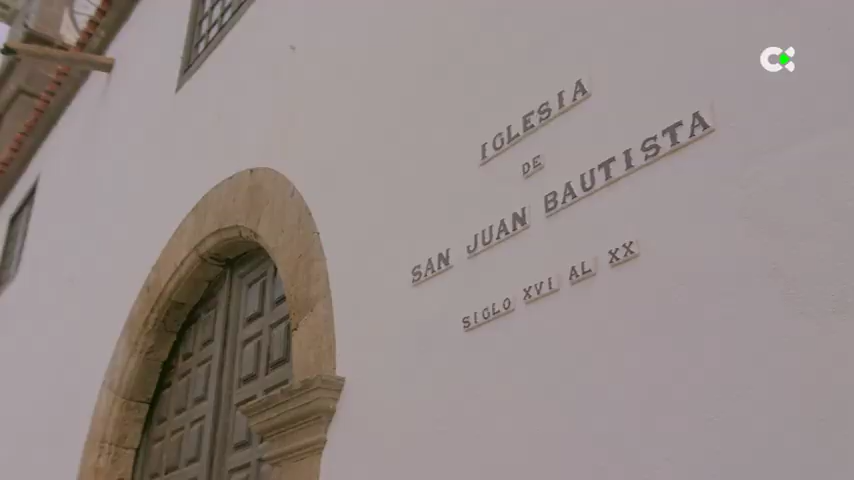 IGLESIA
DE
SAN JUAN BAUTISTA
SIGLO XVI AL XX